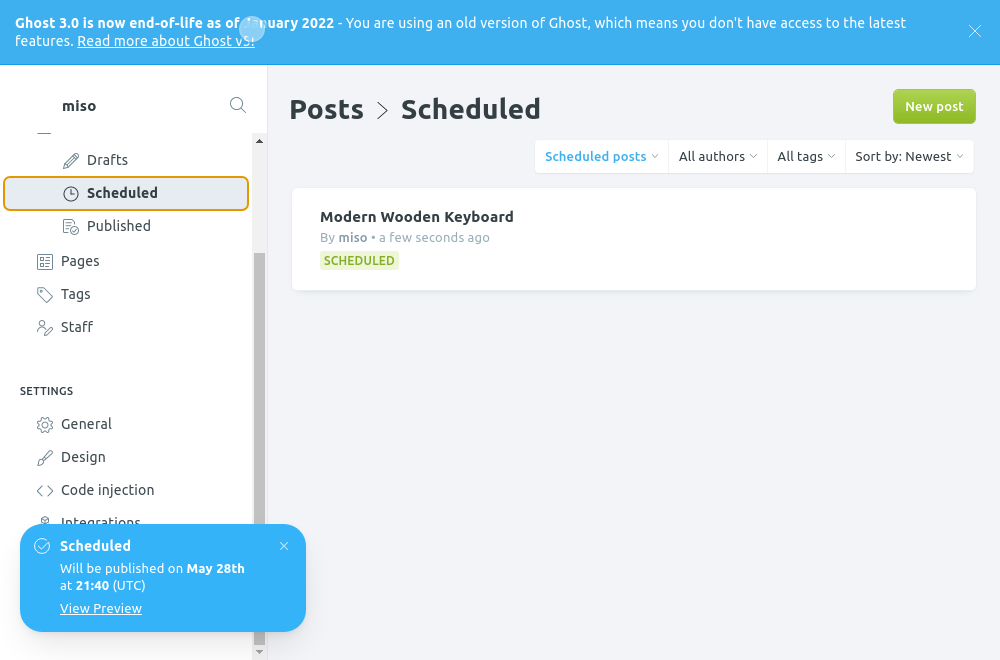 Ghost 3.0 is now end-of-life as of January 2022 - You are using an old version of Ghost, which means you don't have access to the latest
features. Read more about Ghost v5!
miso
Drafts
Scheduled
Published
Pages
Tags
Staff
SETTINGS
General
Design
Code injection
Integrations
Scheduled
Will be published on May 28th
at 21:40 (UTC)
View Preview
Posts > Scheduled
New post
Scheduled posts
All authors
All tags
Sort by: Newest
Modern Wooden Keyboard
By miso • a few seconds ago
SCHEDULED